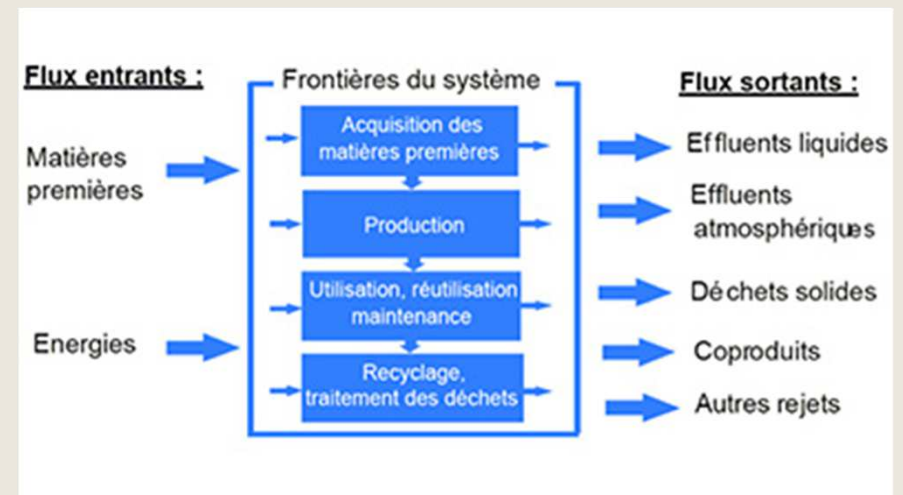 Flux entrants :
Matières
premières
Energies
Frontières du système
Acquisition des
matières premières
Production
Utilisation, réutilisation
maintenance
Recyclage,
traitement des déchets
Flux sortants :
Effluents liquides
Effluents
atmosphériques
Déchets solides
Coproduits
Autres rejets